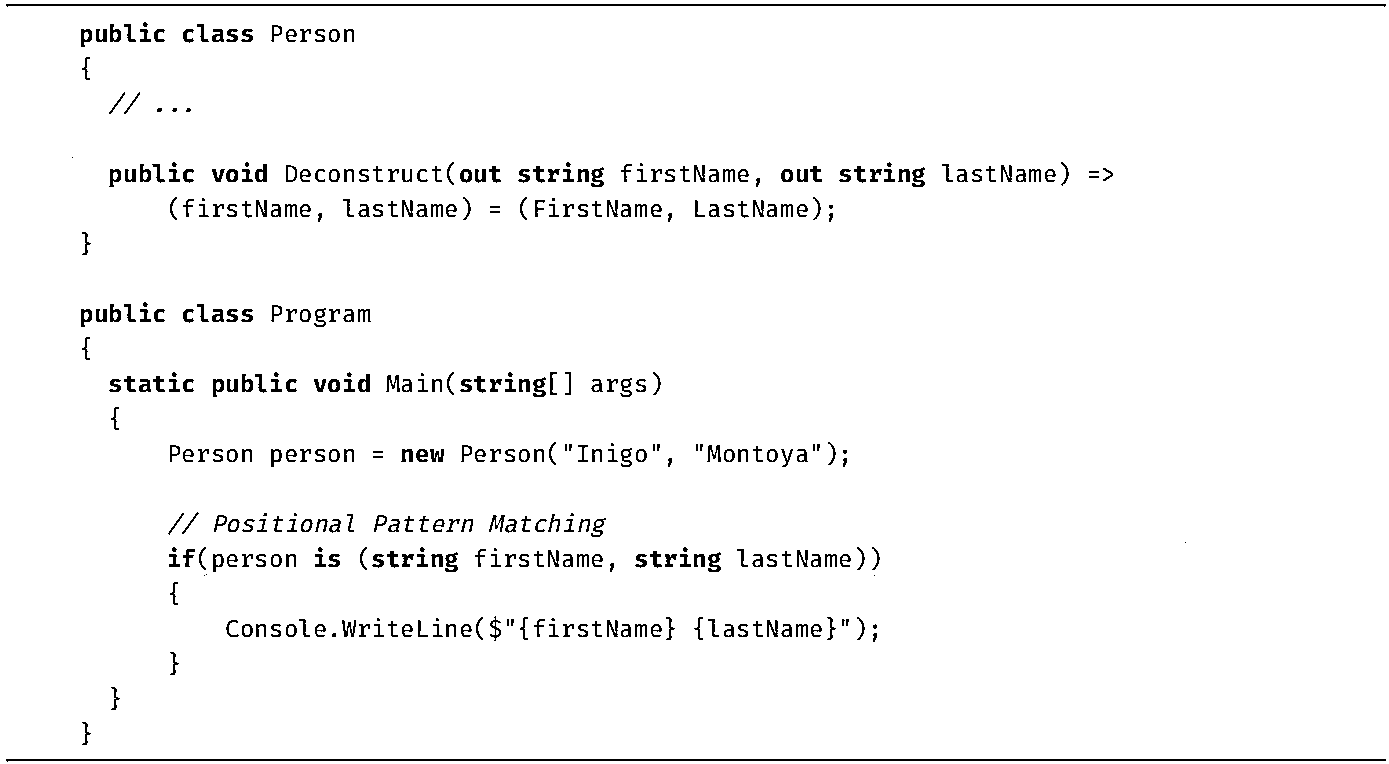 public class Person
{
  // ...

  public void Deconstruct(out string firstName, out string lastName) =>
      (firstName, lastName) = (FirstName, LastName);
}

public class Program
{
  static public void Main(string[] args)
  {
      Person person = new Person("Inigo", "Montoya");

      // Positional Pattern Matching
      if(person is (string firstName, string lastName))
      {
          Console.WriteLine($"{firstName} {lastName}");
      }
  }
}